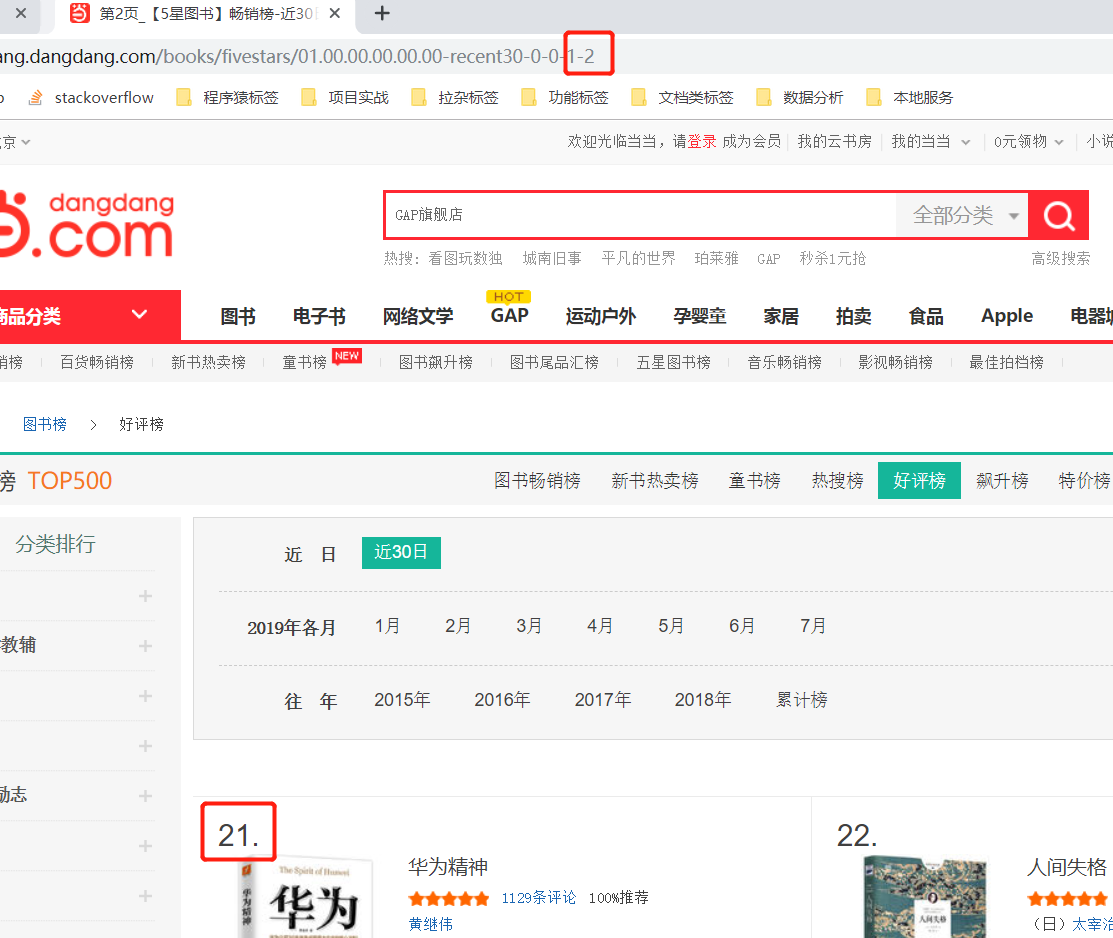 第2页_【5星图书】畅销榜-近30
ang.dangdang.com/books/fivestars/01.00.00.00.00.00-recent30-0-0-1-2
stackoverflow 程序猿标签 项目实战 拉杂标签 功能标签 文档类标签 数据分析 本地服务
京 欢迎光临当当，请登录 成为会员 我的云书房 我的当当 0元领物 小说
dangdang
当.com
GAP旗舰店 全部分类
热搜: 看图玩数独 城南旧事 平凡的世界 珀莱雅 GAP 秒杀1元抢 高级搜索
HOT
商品分类 图书 电子书 网络文学 GAP 运动户外 孕婴童 家居 拍卖 食品 Apple 电器城
销榜 百货畅销榜 新书热卖榜 童书榜 NEW 图书飙升榜 图书尾品汇榜 五星图书榜 音乐畅销榜 影视畅销榜 最佳拍档榜
图书榜 > 好评榜
榜 TOP500 图书畅销榜 新书热卖榜 童书榜 热搜榜 好评榜 飙升榜 特价榜
分类排行
近 日 近30日
2019年各月 1月 2月 3月 4月 5月 6月 7月
教辅
往 年 2015年 2016年 2017年 2018年 累计榜
励志
21. 22.
The Spirit of Huawei
华为精神
华为
华为精神
1129条评论 100%推荐
黄继伟
人间失格
人间失格
（日）太宰治